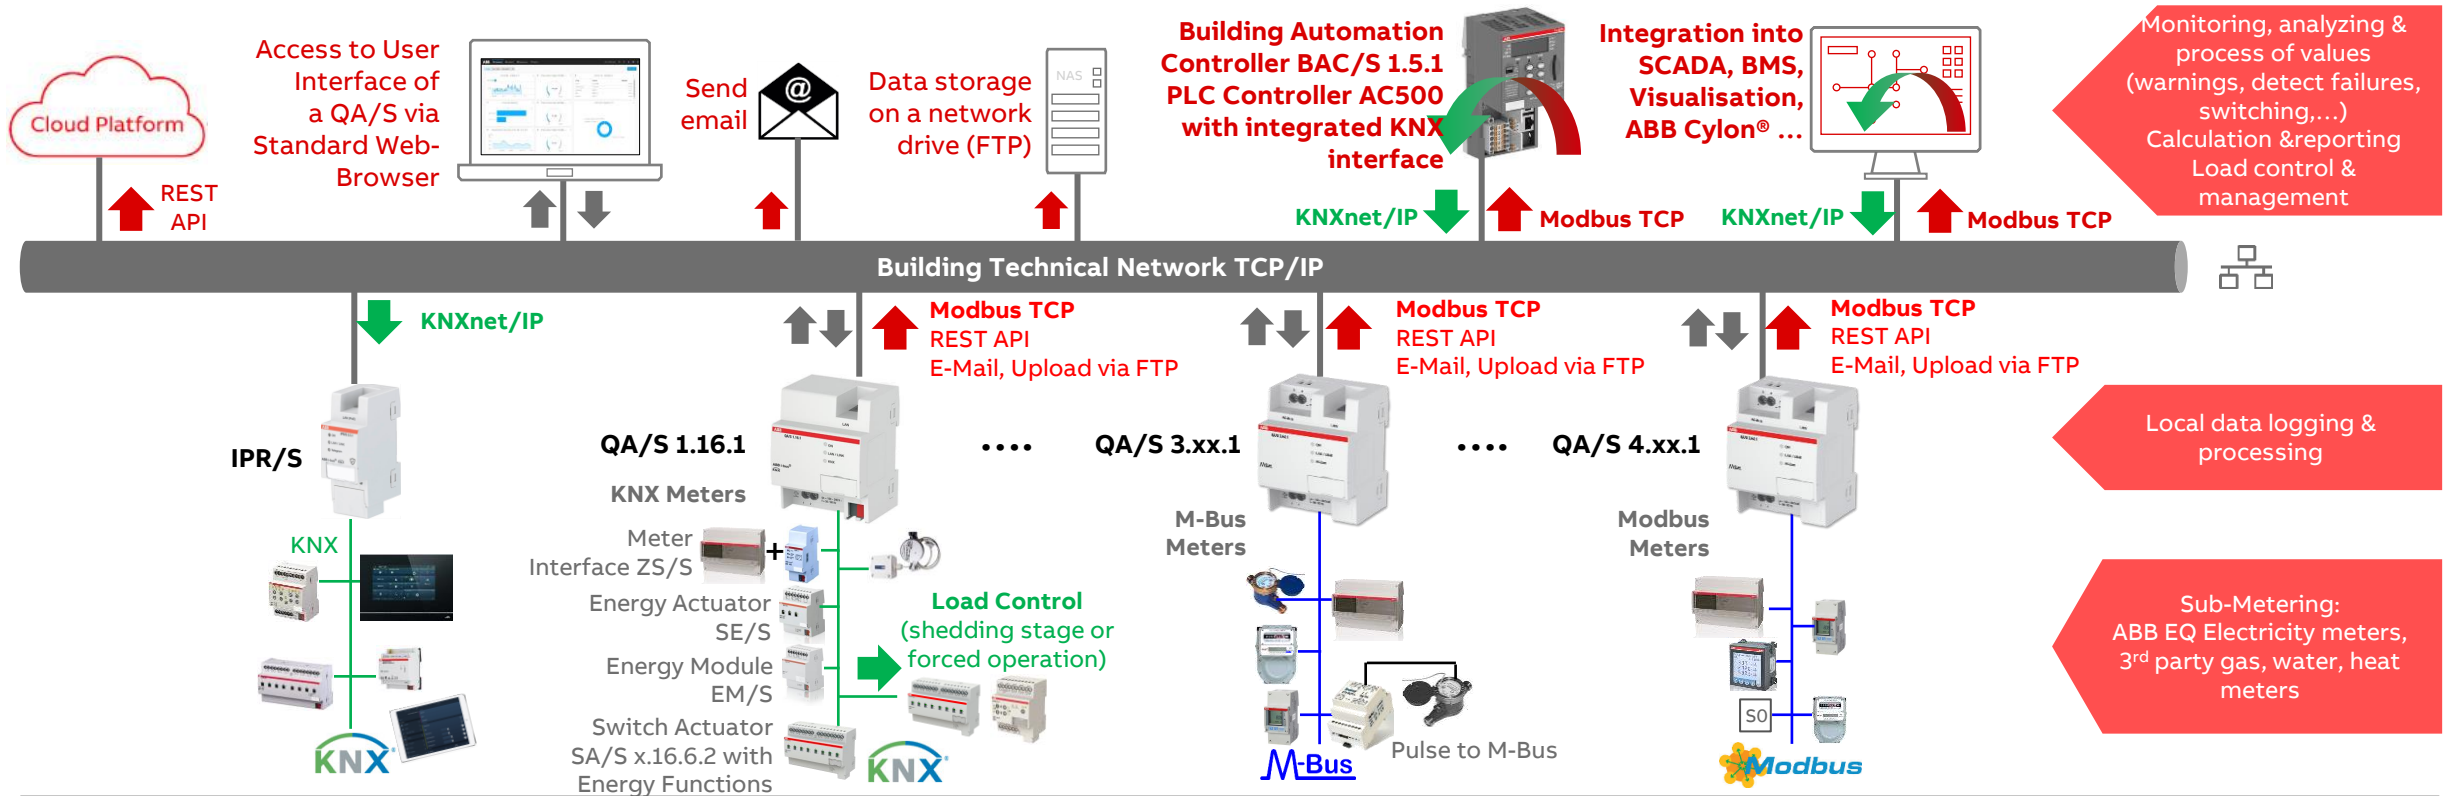 Cloud Platform
REST
API
Access to User
Interface of
a QA/S via
Standard Web-
Browser
Send
email
@
Data storage
on a network
drive (FTP)
NAS
Building Automation
Controller BAC/S 1.5.1
PLC Controller AC500
with integrated KNX
interface
KNXnet/IP
Modbus TCP
Integration into
SCADA, BMS,
Visualisation,
ABB Cylon® ...
KNXnet/IP
Modbus TCP
Monitoring, analyzing &
process of values
(warnings, detect failures,
switching,...)
Calculation &reporting
Load control &
management
Building Technical Network TCP/IP
KNXnet/IP
Modbus TCP
REST API
E-Mail, Upload via FTP
Modbus TCP
REST API
E-Mail, Upload via FTP
Modbus TCP
REST API
E-Mail, Upload via FTP
IPR/S
QA/S 1.16.1
....
QA/S 3.xx.1
....
QA/S 4.xx.1
Local data logging &
processing
KNX
KNX
KNX Meters
Meter
Interface ZS/S
+
Energy Actuator
SE/S
Energy Module
EM/S
Switch Actuator
SA/S x.16.6.2 with
Energy Functions
Load Control
(shedding stage or
forced operation)
KNX
M-Bus
Meters
Pulse to M-Bus
M-Bus
Modbus
Meters
S0
Modbus
Sub-Metering:
ABB EQ Electricity meters,
3rd party gas, water, heat
meters